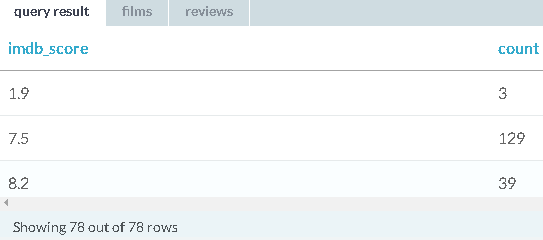 query result films reviews
imdb_score count
1.9 3
7.5 129
8.2 39
Showing 78 out of 78 rows